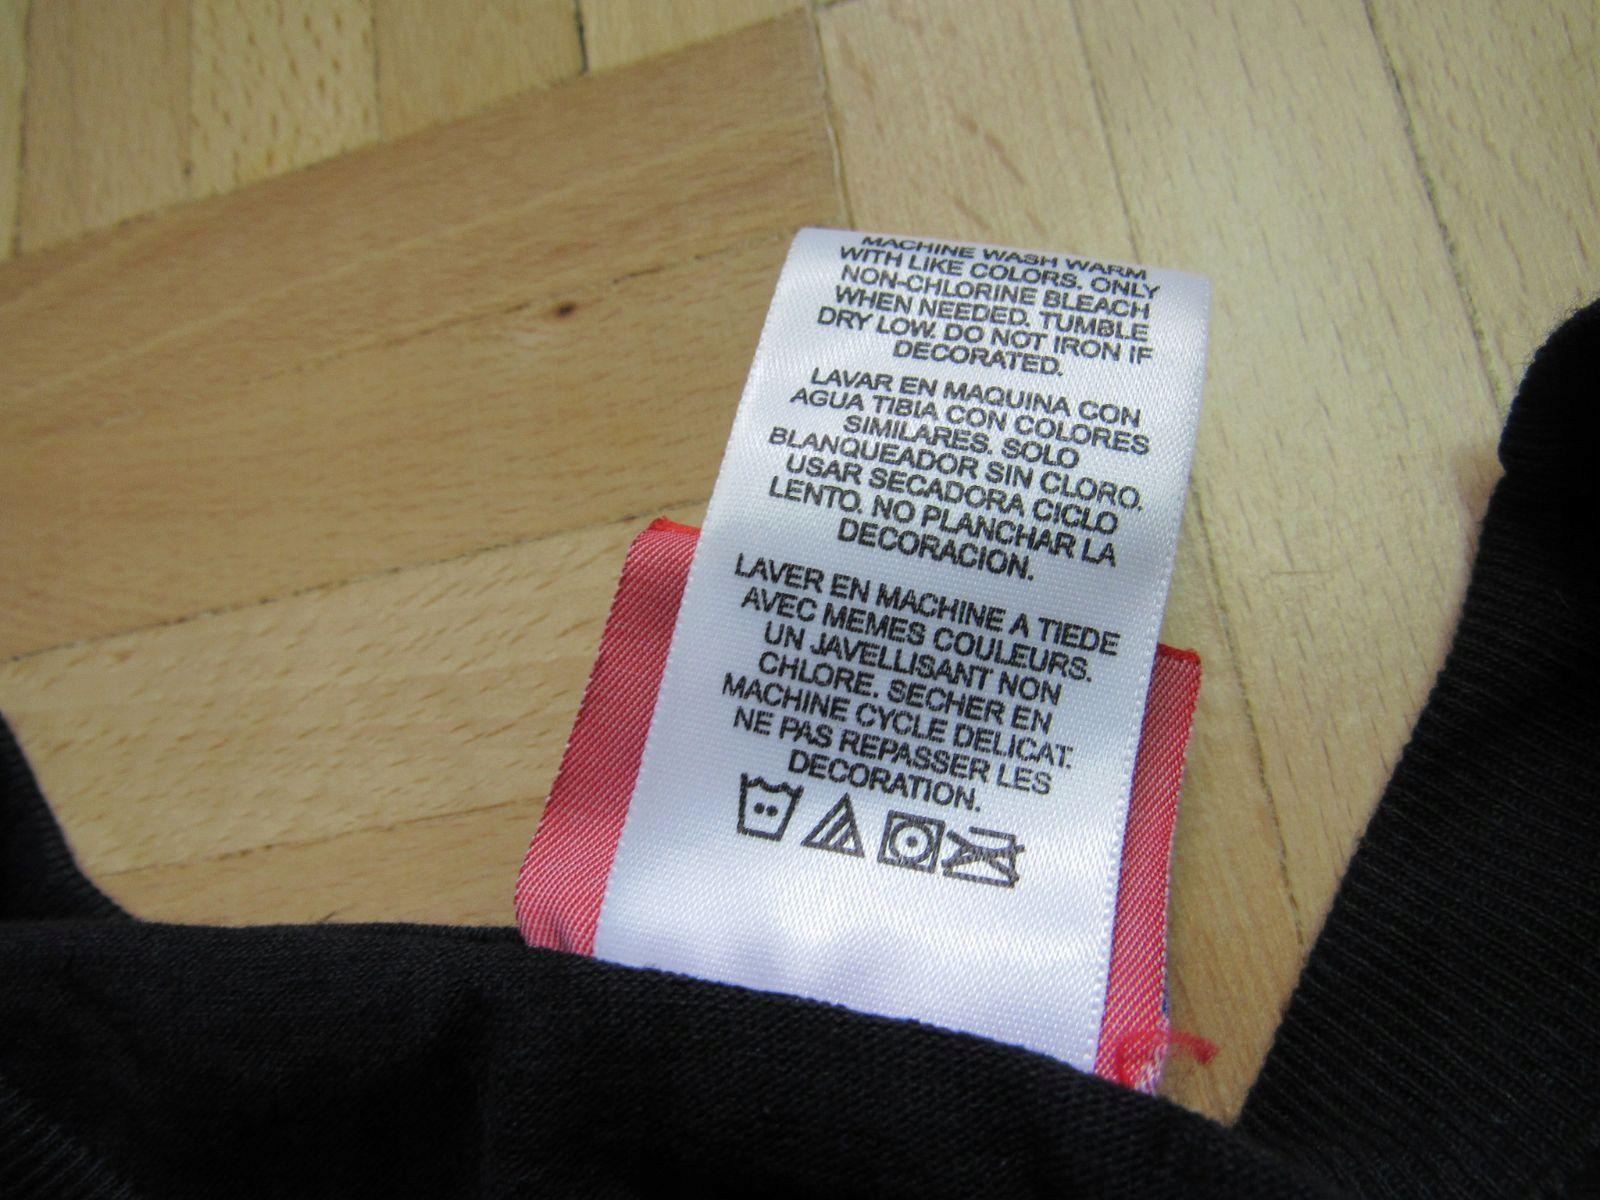 MACHINE WASH WARM
WITH LIKE COLORS. ONLY
NON-CHLORINE BLEACH
WHEN NEEDED. TUMBLE
DRY LOW. DO NOT IRON IF
DECORATED.
LAVAR EN MAQUINA CON
AGUA TIBIA CON COLORES
SIMILARES. SOLO
BLANQUEADOR SIN CLORO.
USAR SECADORA CICLO
LENTO. NO PLANCHAR LA
DECORACION.
LAVER EN MACHINE A TIEDE
AVEC MEMES COULEURS.
UN JAVELLISANT NON
CHLORE. SECHER EN
MACHINE CYCLE DELICAT.
NE PAS REPASSER LES
DECORATION.